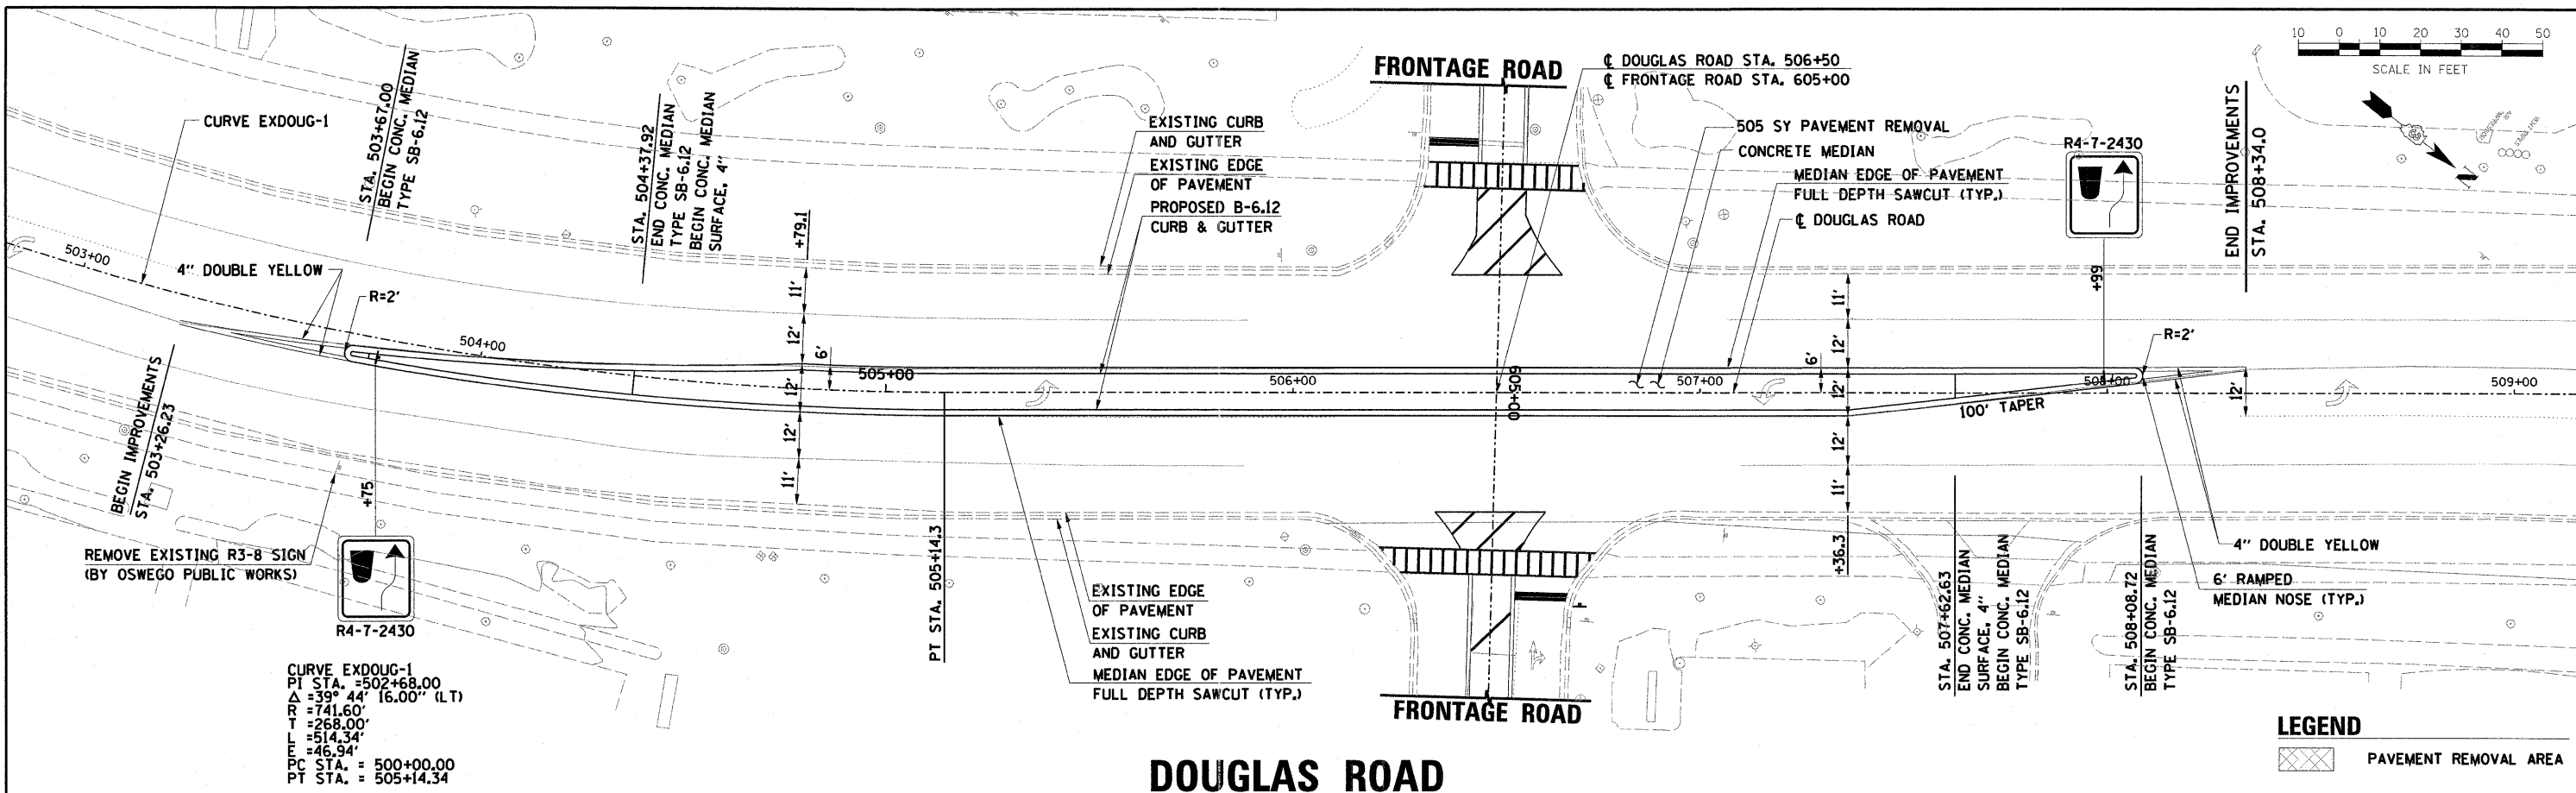 10 0 10 20 30 40 50
SCALE IN FEET
FRONTAGE ROAD
℄ DOUGLAS ROAD STA. 506+50
℄ FRONTAGE ROAD STA. 605+00
CURVE EXDOUG-1
STA. 503+67.00
BEGIN CONC. MEDIAN
TYPE SB-6.12
STA. 504+37.92
END CONC. MEDIAN
TYPE SB-6.12
BEGIN CONC. MEDIAN
SURFACE, 4"
+79.1
EXISTING CURB
AND GUTTER
EXISTING EDGE
OF PAVEMENT
PROPOSED B-6.12
CURB & GUTTER
505 SY PAVEMENT REMOVAL
CONCRETE MEDIAN
MEDIAN EDGE OF PAVEMENT
FULL DEPTH SAWCUT (TYP.)
℄ DOUGLAS ROAD
R4-7-2430
+99
END IMPROVEMENTS
STA. 508+34.0
N
503+00
4" DOUBLE YELLOW
R=2'
504+00
11'
12'
6'
12'
12'
11'
505+00
506+00
605+00
507+00
11'
12'
6'
12'
12'
11'
508+00
R=2'
12'
509+00
100' TAPER
BEGIN IMPROVEMENTS
STA. 503+26.23
+75
REMOVE EXISTING R3-8 SIGN
(BY OSWEGO PUBLIC WORKS)
R4-7-2430
PT STA. 505+14.3
EXISTING EDGE
OF PAVEMENT
EXISTING CURB
AND GUTTER
MEDIAN EDGE OF PAVEMENT
FULL DEPTH SAWCUT (TYP.)
+36.3
STA. 507+62.63
END CONC. MEDIAN
SURFACE, 4"
BEGIN CONC. MEDIAN
TYPE SB-6.12
STA. 508+08.72
BEGIN CONC. MEDIAN
TYPE SB-6.12
4" DOUBLE YELLOW
6' RAMPED
MEDIAN NOSE (TYP.)
CURVE EXDOUG-1
PI STA. =502+68.00
Δ =39° 44' 16.00" (LT)
R =741.60'
T =268.00'
L =514.34'
E =46.94'
PC STA. = 500+00.00
PT STA. = 505+14.34
FRONTAGE ROAD
DOUGLAS ROAD
LEGEND
PAVEMENT REMOVAL AREA